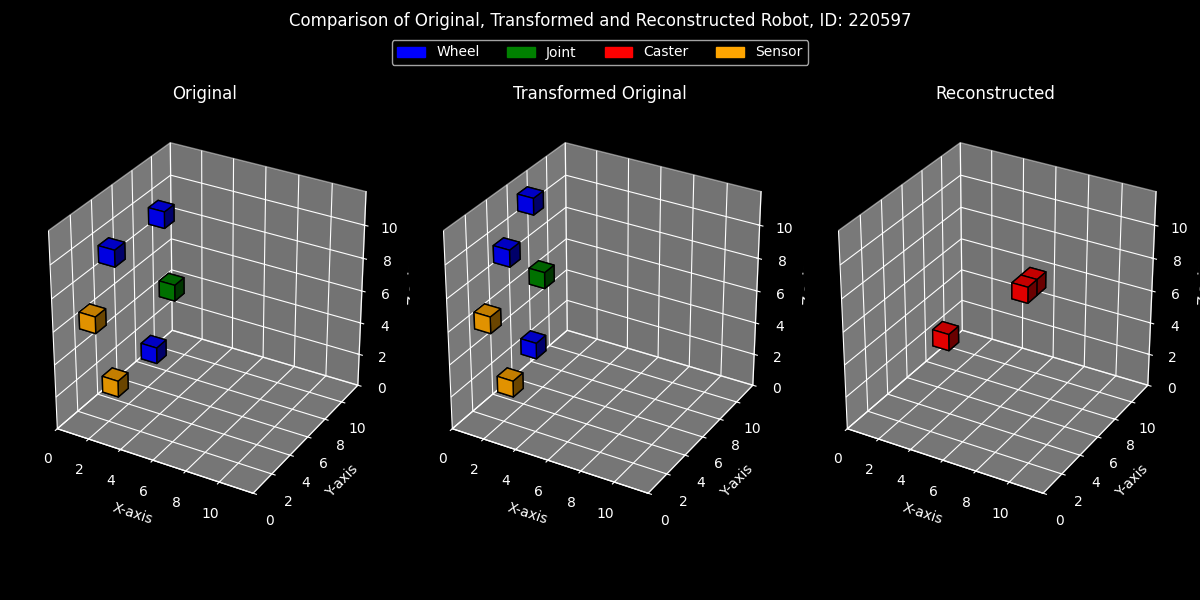 Comparison of Original, Transformed and Reconstructed Robot, ID: 220597
Wheel Joint Caster Sensor
Original Transformed Original Reconstructed
10 10 10
8 8 8
6 6 6
4 4 4
2 2 2
0 0 0
10 10 10
8 8 8
6 6 6
4 4 4
2 2 2
0 0 0
0 2 4 6 8 10 0 2 4 6 8 10 0 2 4 6 8 10
X-axis Y-axis X-axis Y-axis X-axis Y-axis